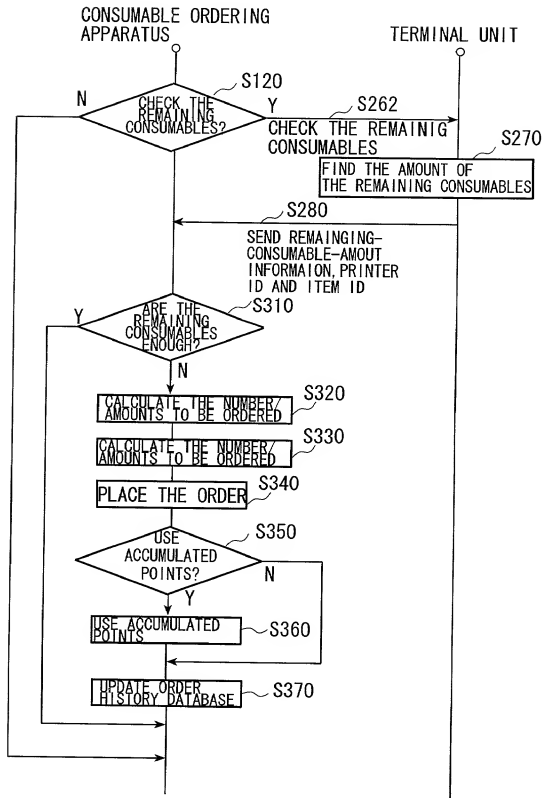 CONSUMABLE ORDERING
APPARATUS
TERMINAL UNIT
S120
N
CHECK THE
REMAINING
CONSUMABLES?
Y
S262
CHECK THE REMAINIG
CONSUMABLES
S270
FIND THE AMOUNT OF
THE REMAINING CONSUMABLES
S280
SEND REMAINGING-
CONSUMABLE-AMOUT
INFORMAION, PRINTER
ID AND ITEM ID
S310
Y
ARE THE
REMAINING
CONSUMABLES
ENOUGH?
N
S320
CALCULATE THE NUMBER/
AMOUNTS TO BE ORDERED
S330
CALCULATE THE NUMBER/
AMOUNTS TO BE ORDERED
S340
PLACE THE ORDER
S350
USE
ACCUMULATED
POINTS?
N
Y
USE ACCUMULATED
POINTS
S360
UPDATE ORDER
HISTORY DATABASE
S370